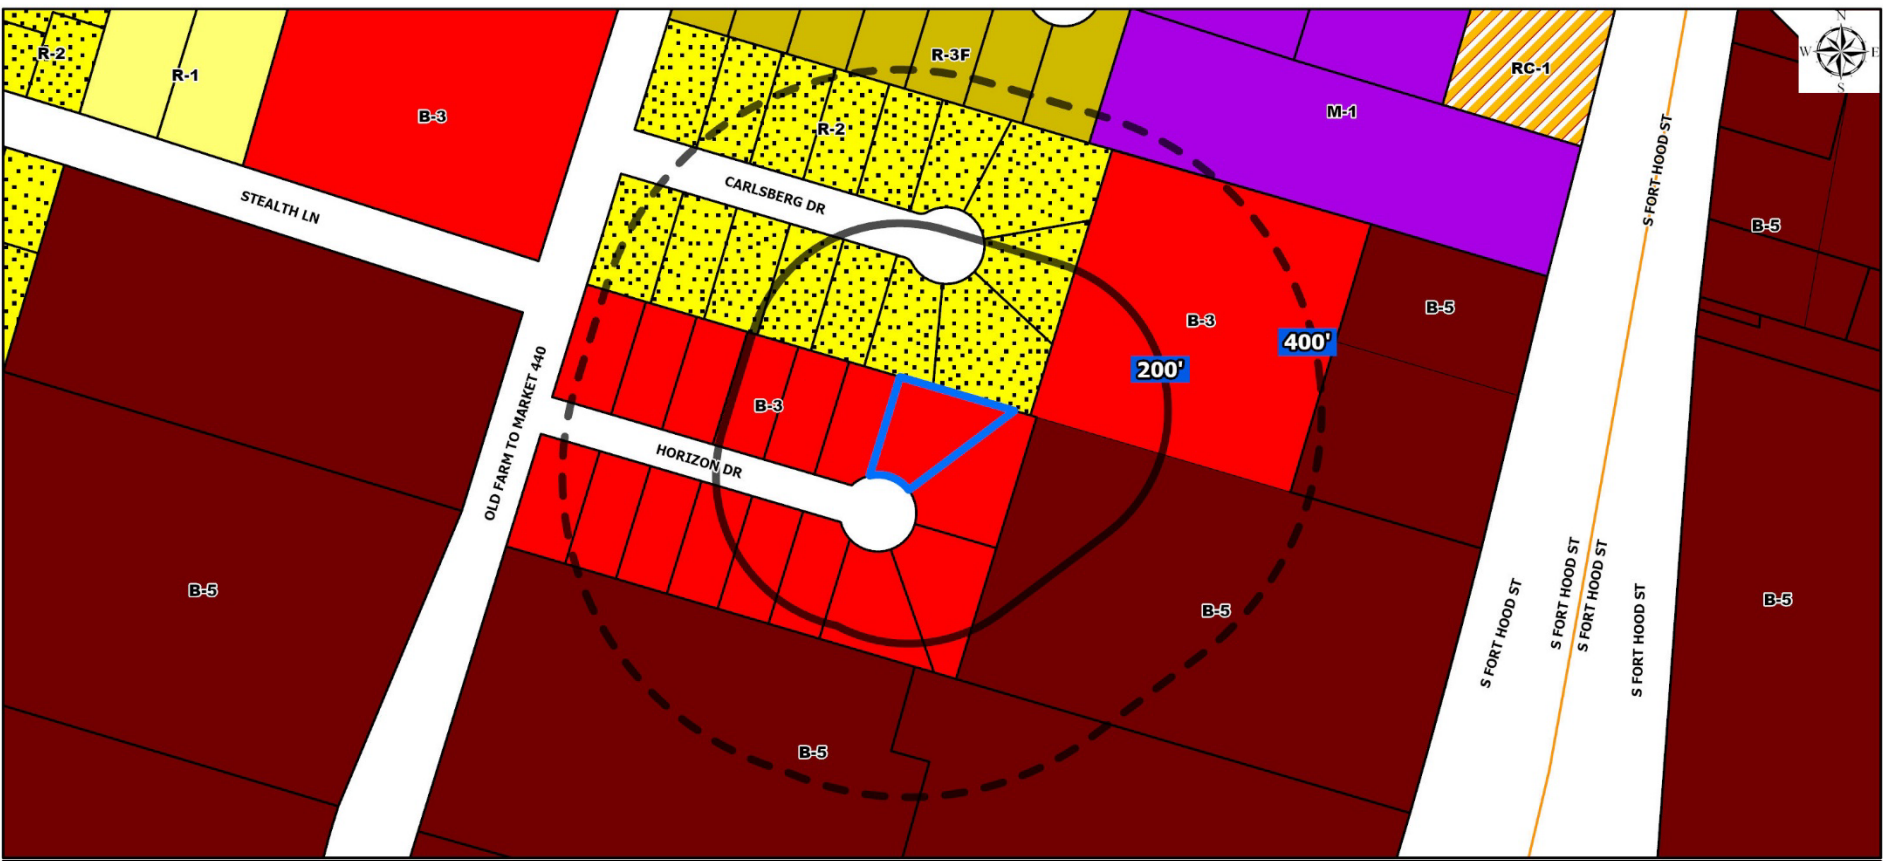 N
W E
S
R-2
R-1
B-3
R-3F
R-2
M-1
RC-1
S FORT HOOD ST
B-5
STEALTH LN
CARLSBERG DR
B-3
B-5
400'
200'
B-3
OLD FARM TO MARKET 440
HORIZON DR
B-5
B-5
S FORT HOOD ST
S FORT HOOD ST
S FORT HOOD ST
S FORT HOOD ST
B-5
B-5